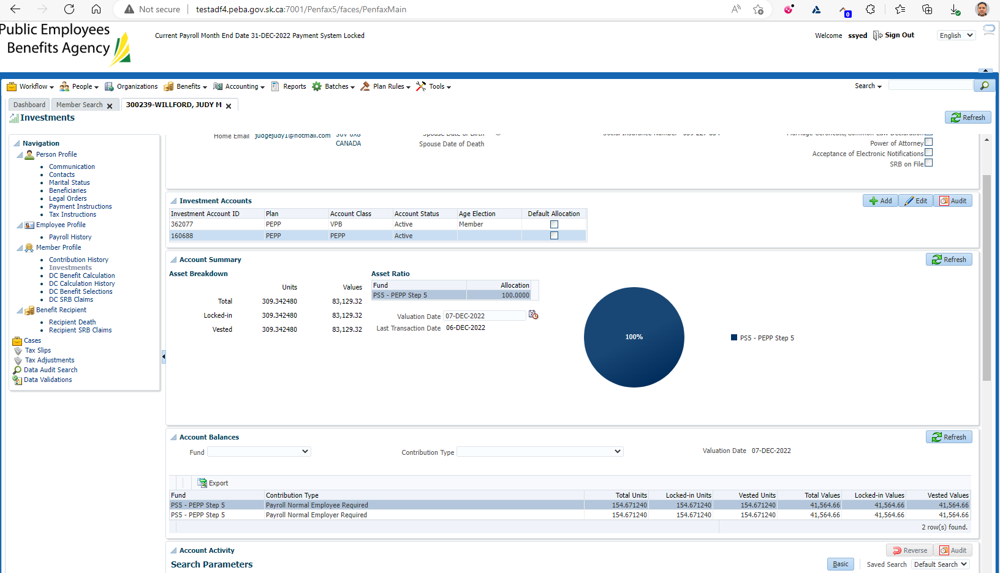 Not secure
testadf4.peba.gov.sk.ca:7001/Penfax5/faces/PenfaxMain
0
Public Employees
Benefits Agency
Current Payroll Month End Date 31-DEC-2022 Payment System Locked
Welcome ssyed Sign Out English
Workflow People Organizations Benefits Accounting Reports Batches Plan Rules Tools Search
Dashboard Member Search 300239-WILLFORD, JUDY M
Investments Refresh
Navigation
Person Profile
Communication
Contacts
Marital Status
Beneficiaries
Legal Orders
Payment Instructions
Tax Instructions
Employee Profile
Payroll History
Member Profile
Contribution History
Investments
DC Benefit Calculation
DC Calculation History
DC Benefit Selections
DC SRB Claims
Benefit Recipient
Recipient Death
Recipient SRB Claims
Cases
Tax Slips
Tax Adjustments
Data Audit Search
Data Validations
Home Email judgejudy1@hotmail.com
CANADA
Spouse Date of Birth
Spouse Date of Death
Social Insurance Number
Marriage Certificate/Common Law Declaration
Power of Attorney
Acceptance of Electronic Notifications
SRB on File
Investment Accounts Add Edit Audit
Investment Account ID Plan Account Class Account Status Age Election Default Allocation
362077 PEPP VPB Active Member
160688 PEPP PEPP Active
Account Summary Refresh
Asset Breakdown
Units Values
Total 309.342480 83,129.32
Locked-in 309.342480 83,129.32
Vested 309.342480 83,129.32
Asset Ratio
Fund Allocation
PS5 - PEPP Step 5 100.0000
Valuation Date 07-DEC-2022
Last Transaction Date 06-DEC-2022
100%
PS5 - PEPP Step 5
Account Balances Refresh
Fund Contribution Type Valuation Date 07-DEC-2022
Export
Fund Contribution Type Total Units Locked-in Units Vested Units Total Values Locked-in Values Vested Values
PS5 - PEPP Step 5 Payroll Normal Employee Required 154.671240 154.671240 154.671240 41,564.66 41,564.66 41,564.66
PS5 - PEPP Step 5 Payroll Normal Employer Required 154.671240 154.671240 154.671240 41,564.66 41,564.66 41,564.66
2 row(s) found.
Account Activity Reverse Audit
Search Parameters Basic Saved Search Default Search